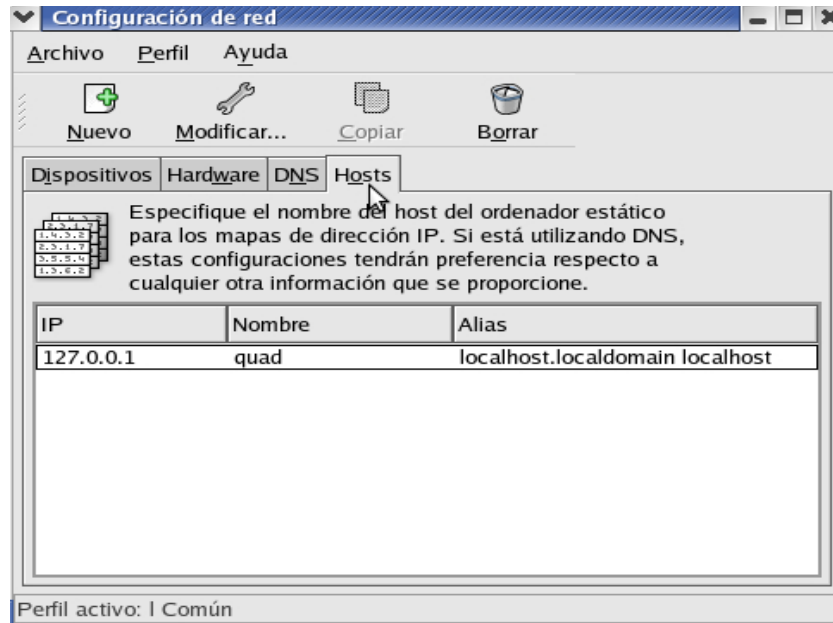 Configuración de red
Archivo Perfil Ayuda
Nuevo Modificar... Copiar Borrar
Dispositivos Hardware DNS Hosts
Especifique el nombre del host del ordenador estático
para los mapas de dirección IP. Si está utilizando DNS,
estas configuraciones tendrán preferencia respecto a
cualquier otra información que se proporcione.
IP Nombre Alias
127.0.0.1 quad localhost.localdomain localhost
Perfil activo: l Común